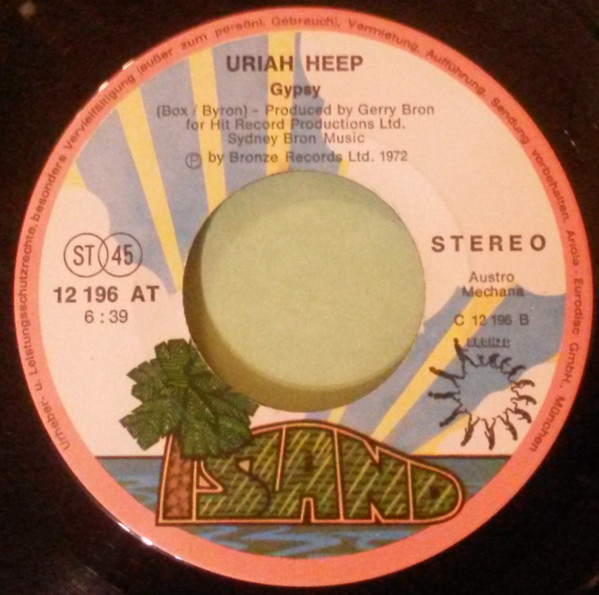 Urheber- u. Leistungsschutzrechte, besonders Vervielfältigung (außer zum persönl. Gebrauch), Vermietung, Aufführung, Sendung vorbehalten. Ariola - Eurodisc GmbH, München
URIAH HEEP
Gypsy
(Box / Byron) - Produced by Gerry Bron
for Hit Record Productions Ltd.
Sydney Bron Music
Ⓟ by Bronze Records Ltd. 1972
ST 45
STEREO
12 196 AT
6 : 39
Austro
Mechana
C 12 196 B
BRONZE
ISLAND